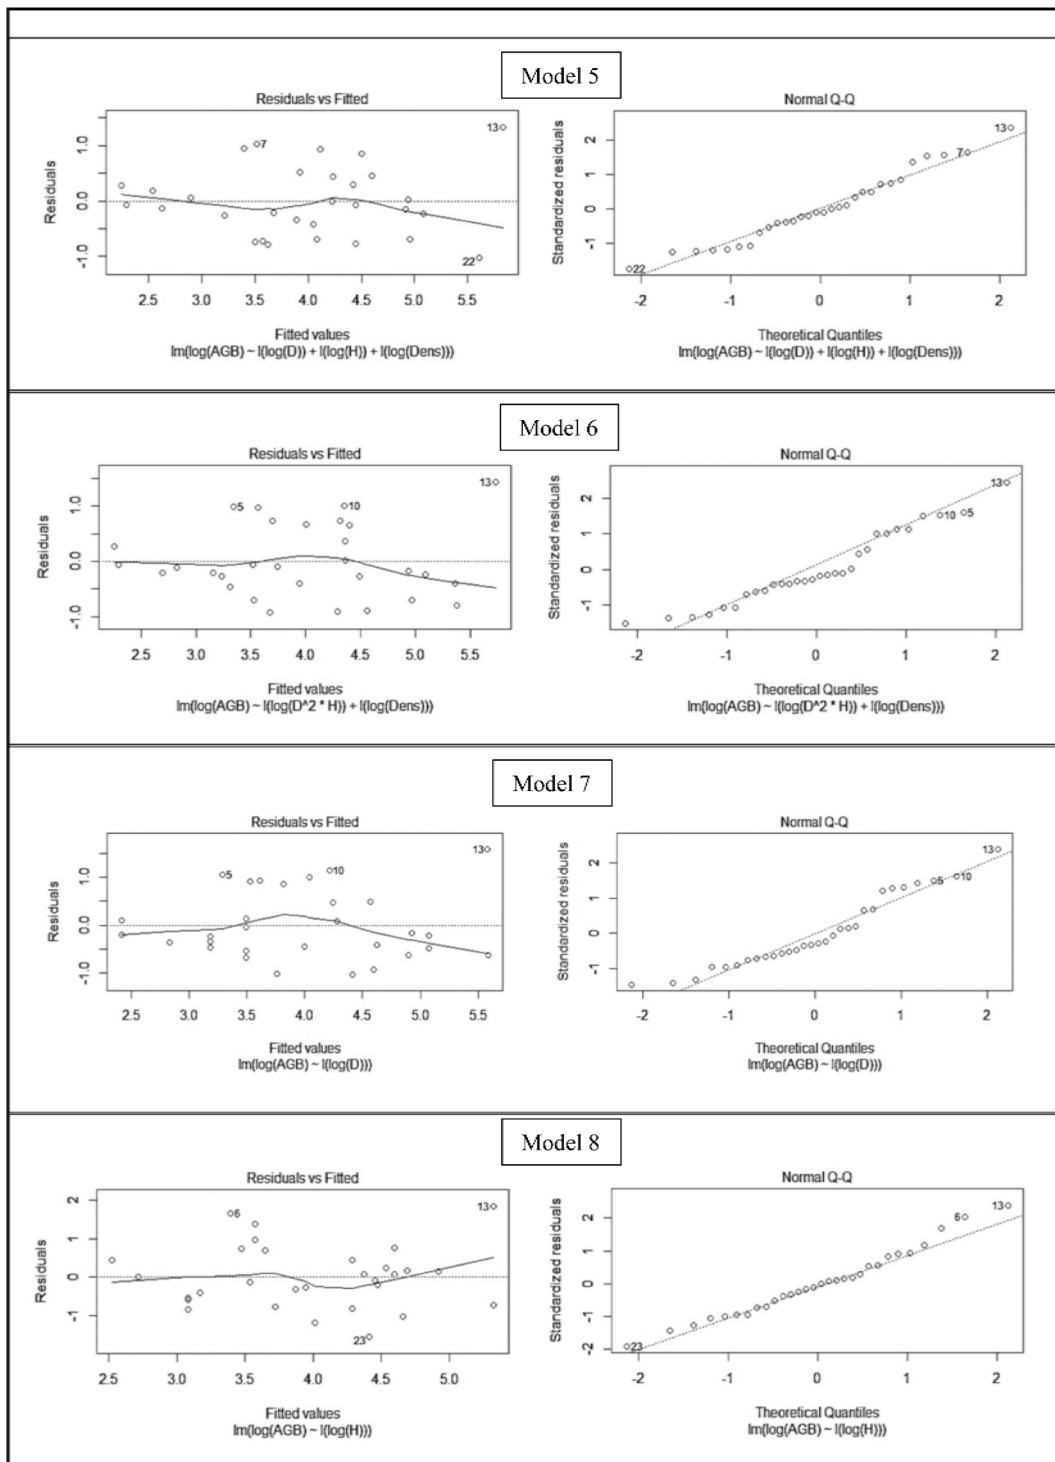 Model 5
Residuals vs Fitted
Normal Q-Q
Residuals
1.0
0.0
-1.0
7
13
22
2.5 3.0 3.5 4.0 4.5 5.0 5.5
Fitted values
lm(log(AGB) ~ I(log(D)) + I(log(H)) + I(log(Dens)))
Standardized residuals
2
1
0
-1
13
7
22
-2 -1 0 1 2
Theoretical Quantiles
lm(log(AGB) ~ I(log(D)) + I(log(H)) + I(log(Dens)))
Model 6
Residuals vs Fitted
Normal Q-Q
Residuals
1.0
0.0
-1.0
5
10
13
2.5 3.0 3.5 4.0 4.5 5.0 5.5
Fitted values
lm(log(AGB) ~ I(log(D^2 * H)) + I(log(Dens)))
Standardized residuals
2
1
0
-1
13
10
5
-2 -1 0 1 2
Theoretical Quantiles
lm(log(AGB) ~ I(log(D^2 * H)) + I(log(Dens)))
Model 7
Residuals vs Fitted
Normal Q-Q
Residuals
1.0
0.0
-1.0
5
10
13
2.5 3.0 3.5 4.0 4.5 5.0 5.5
Fitted values
lm(log(AGB) ~ I(log(D)))
Standardized residuals
2
1
0
-1
13
5
10
-2 -1 0 1 2
Theoretical Quantiles
lm(log(AGB) ~ I(log(D)))
Model 8
Residuals vs Fitted
Normal Q-Q
Residuals
2
1
0
-1
6
13
23
2.5 3.0 3.5 4.0 4.5 5.0
Fitted values
lm(log(AGB) ~ I(log(H)))
Standardized residuals
2
1
0
-1
-2
13
6
23
-2 -1 0 1 2
Theoretical Quantiles
lm(log(AGB) ~ I(log(H)))